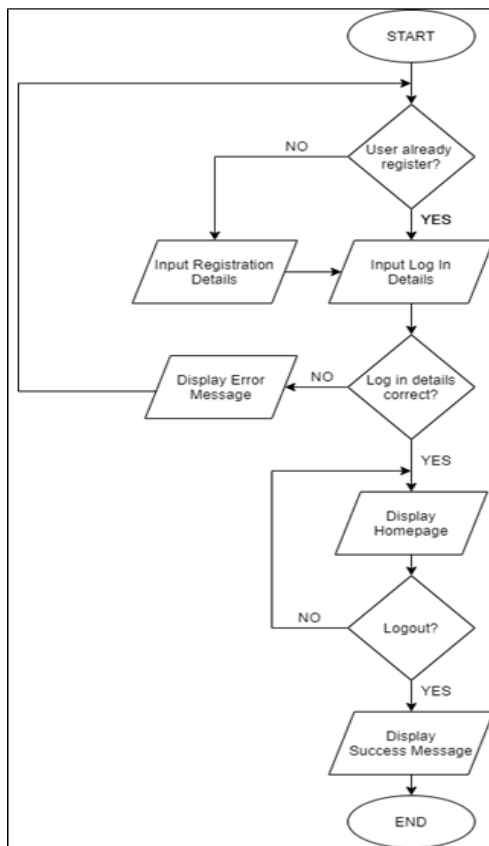 START
User already
register?
NO
YES
Input Registration
Details
Input Log In
Details
Log in details
correct?
NO
Display Error
Message
YES
Display
Homepage
Logout?
NO
YES
Display
Success Message
END